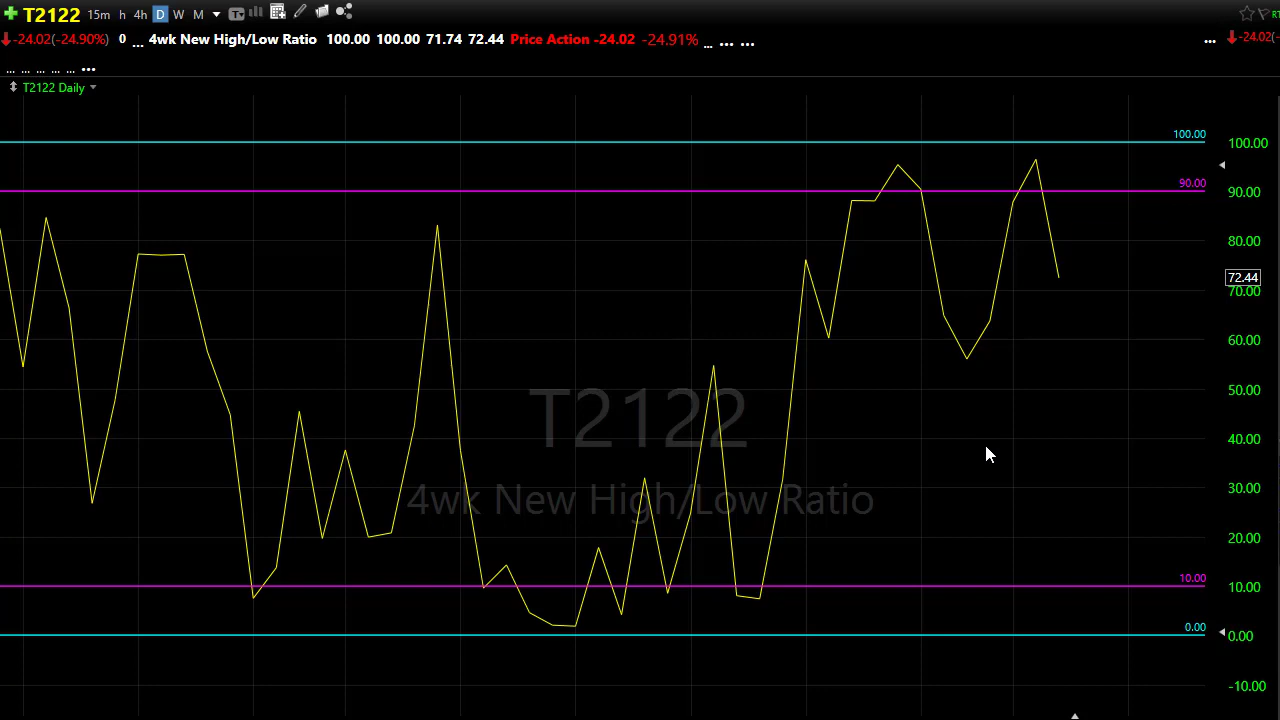 T2122 15m h 4h D W M
-24.02(-24.90%) 0 ... 4wk New High/Low Ratio 100.00 100.00 71.74 72.44 Price Action -24.02 -24.91% ... ... ... ... -24.02(-
... ... ... ... ... ...
T2122 Daily
100.00 100.00
90.00 90.00
80.00
72.44
70.00
60.00
50.00
T2122
40.00
30.00
4wk New High/Low Ratio
20.00
10.00 10.00
0.00 0.00
-10.00